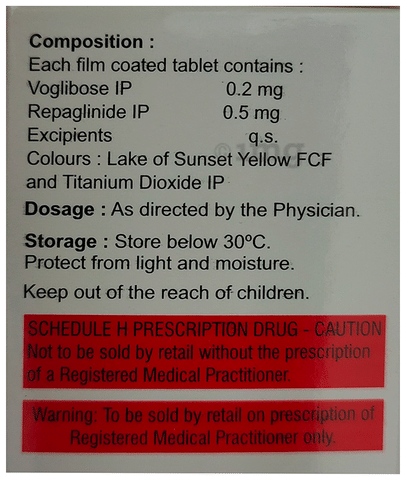 Composition :
Each film coated tablet contains :
Voglibose IP 0.2 mg
Repaglinide IP 0.5 mg
Excipients q.s.
Colours : Lake of Sunset Yellow FCF
and Titanium Dioxide IP
Dosage : As directed by the Physician.
Storage : Store below 30ºC.
Protect from light and moisture.
Keep out of the reach of children.
SCHEDULE H PRESCRIPTION DRUG - CAUTION
Not to be sold by retail without the prescription
of a Registered Medical Practitioner.
Warning: To be sold by retail on prescription of
Registered Medical Practitioner only.